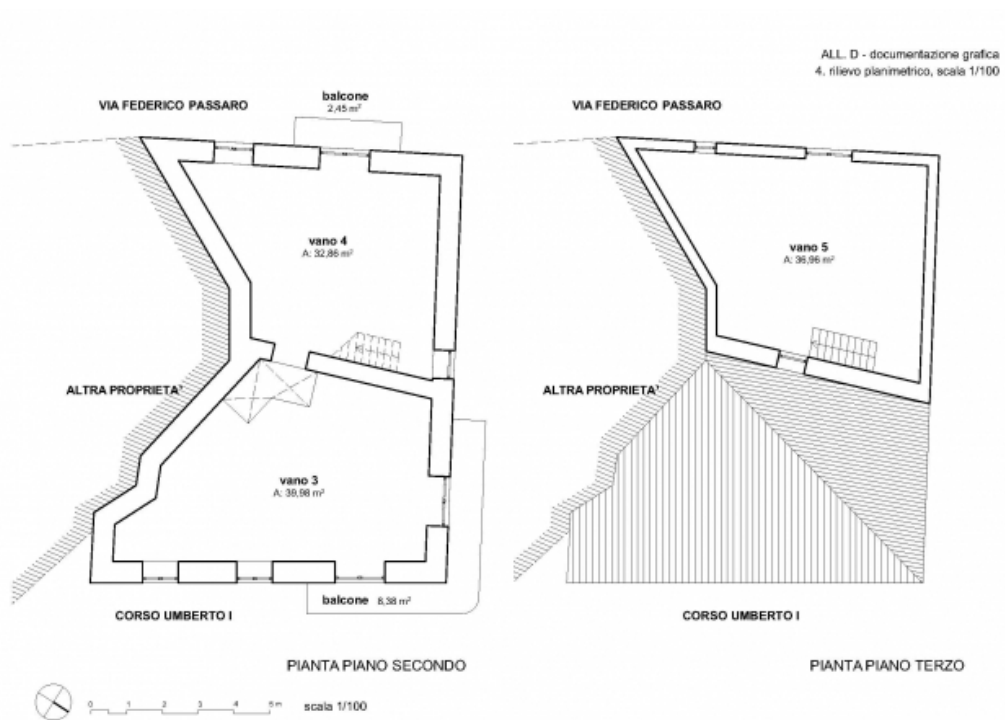 ALL. D - documentazione grafica
4. rilievo planimetrico, scala 1/100
VIA FEDERICO PASSARO
balcone
2,45 m²
vano 4
A: 32,86 m²
ALTRA PROPRIETA'
vano 3
A: 39,98 m²
balcone 8,38 m²
CORSO UMBERTO I
PIANTA PIANO SECONDO
VIA FEDERICO PASSARO
vano 5
A: 36,96 m²
ALTRA PROPRIETA'
CORSO UMBERTO I
PIANTA PIANO TERZO
0 1 2 3 4 5 m
scala 1/100